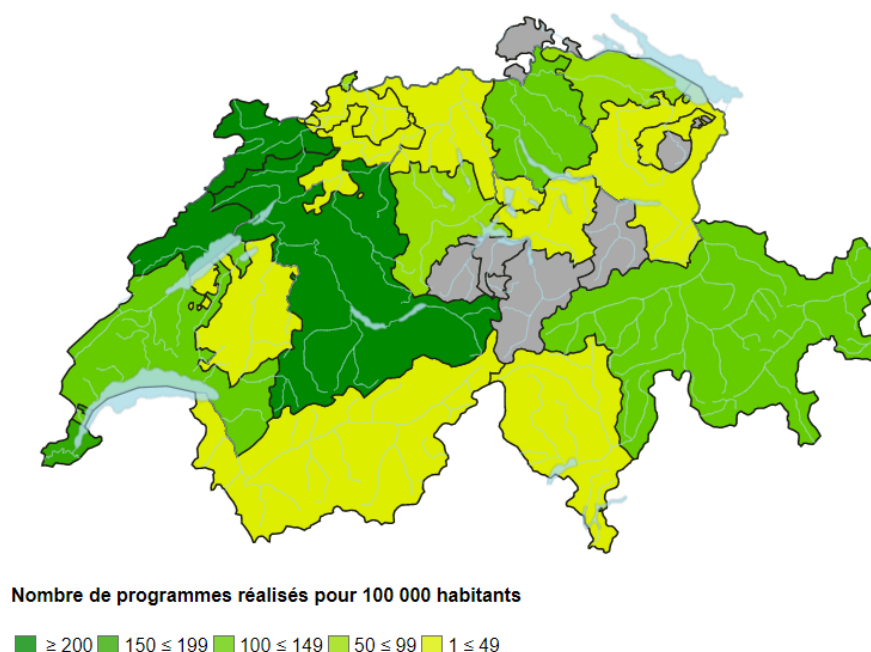 Nombre de programmes réalisés pour 100 000 habitants
≥ 200 150 ≤ 199 100 ≤ 149 50 ≤ 99 1 ≤ 49